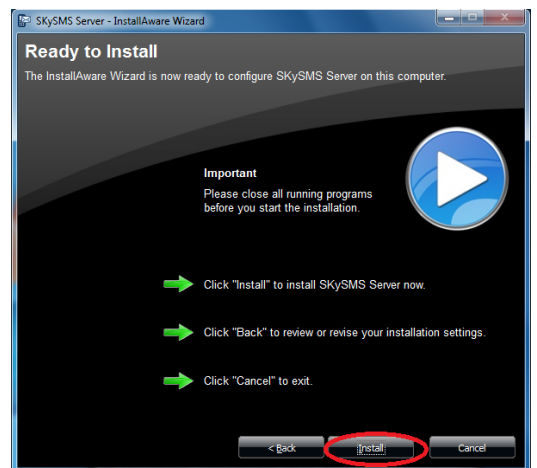 SKySMS Server - InstallAware Wizard
Ready to Install
The InstallAware Wizard is now ready to configure SKySMS Server on this computer.
Important
Please close all running programs
before you start the installation.
Click "Install" to install SKySMS Server now.
Click "Back" to review or revise your installation settings.
Click "Cancel" to exit.
< Back
Install
Cancel